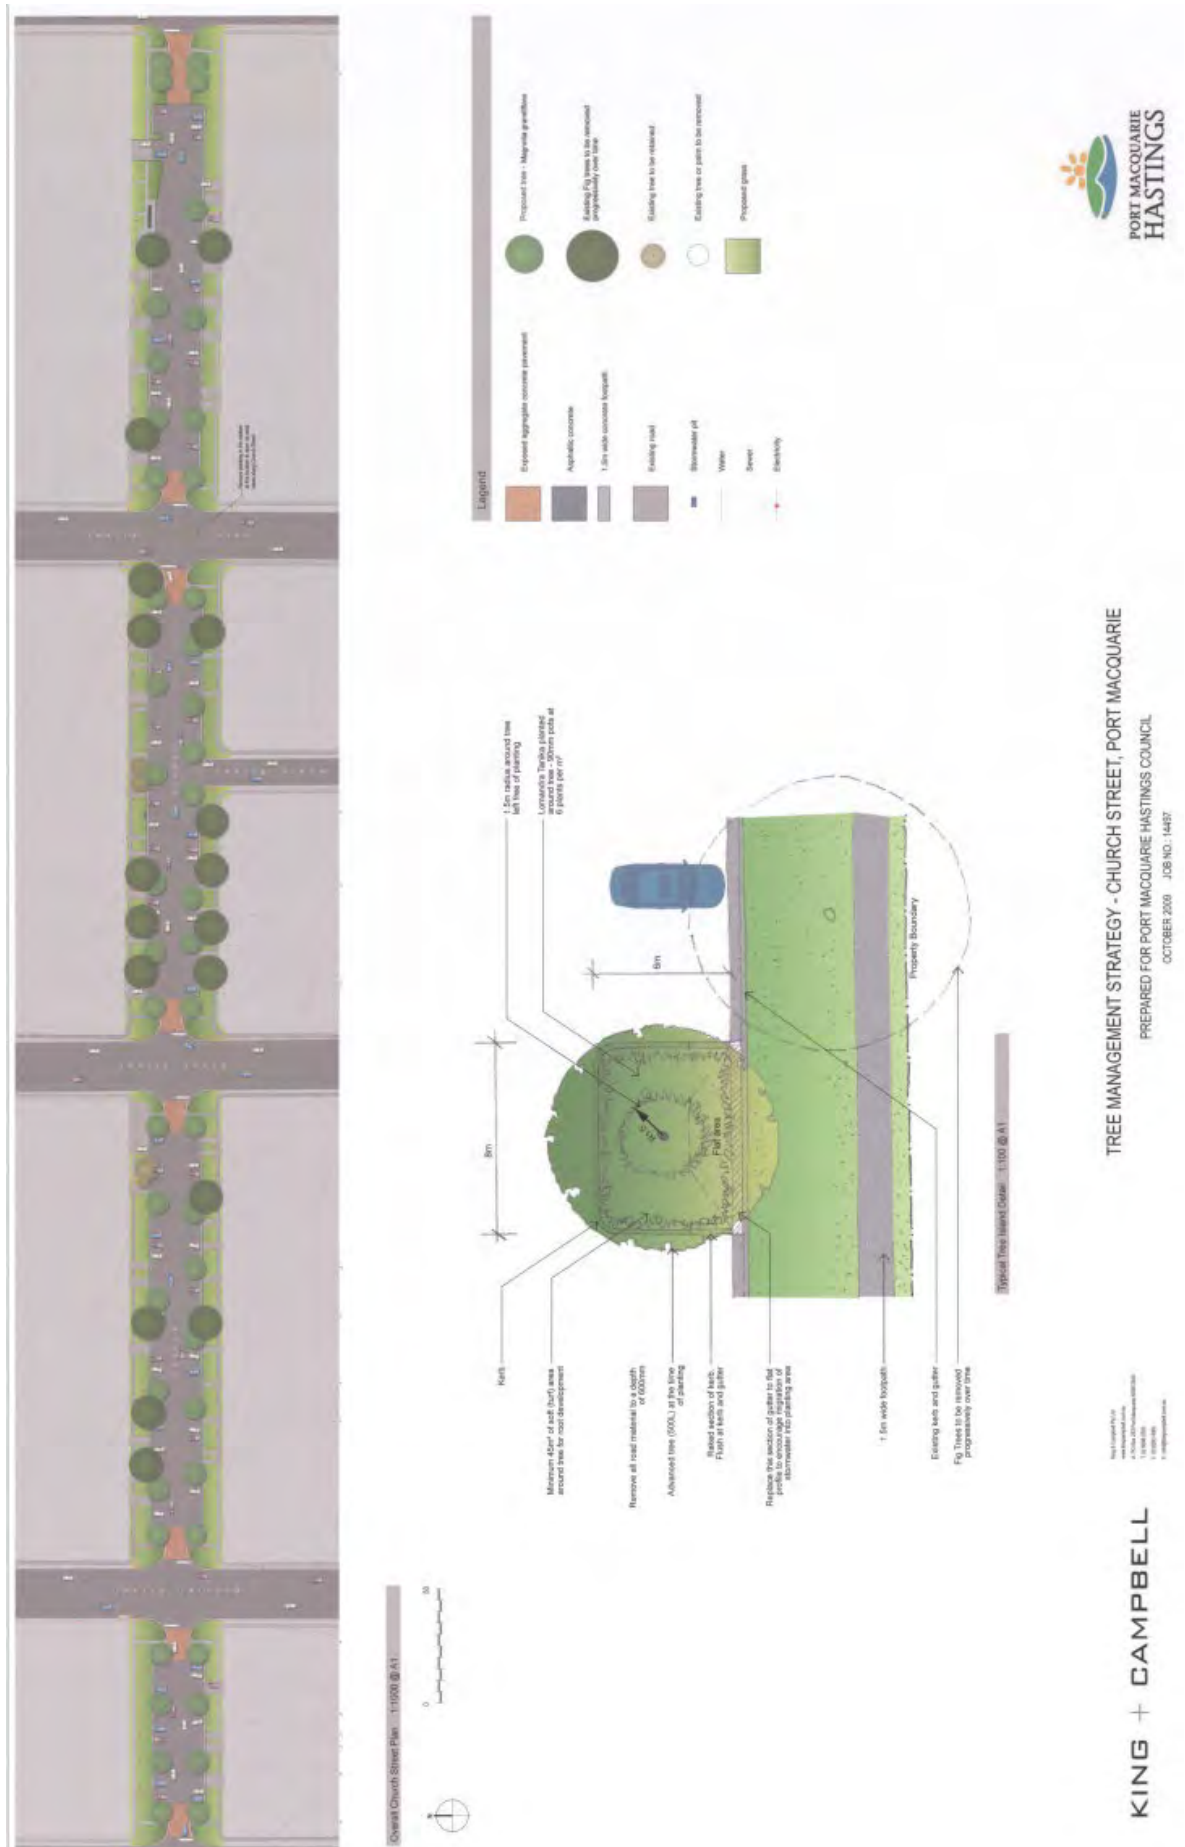 Overall Church Street Plan 1:1000 @ A1
N
0
50
Legend
Exposed aggregate concrete pavement
Asphaltic concrete
1.5m wide concrete footpath
Existing road
Stormwater pit
Water
Sewer
Electricity
Proposed tree - Magnolia grandiflora
Existing Fig trees to be removed
progressively over time
Existing tree to be retained
Existing tree or palm to be removed
Proposed grass
Kerb
Minimum 45m² of soft (turf) area
around tree for root development
Remove all road material to a depth
of 600mm
Advanced tree (500L) at the time
of planting
Raised section of kerb.
Flush at kerb and gutter
Replace this section of gutter to flat
profile to encourage migration of
stormwater into planting area
1.5m wide footpath
Existing kerb and gutter
Fig Trees to be removed
progressively over time
1.5m radius around tree
left free of planting
Lomandra Tanika planted
around tree - 90mm pots at
6 plants per m²
8m
6m
R1.5
Flat area
Property Boundary
Typical Tree Island Detail 1:100 @ A1
TREE MANAGEMENT STRATEGY - CHURCH STREET, PORT MACQUARIE
PREPARED FOR PORT MACQUARIE HASTINGS COUNCIL
OCTOBER 2009 JOB NO.: 14497
KING + CAMPBELL
PORT MACQUARIE
HASTINGS